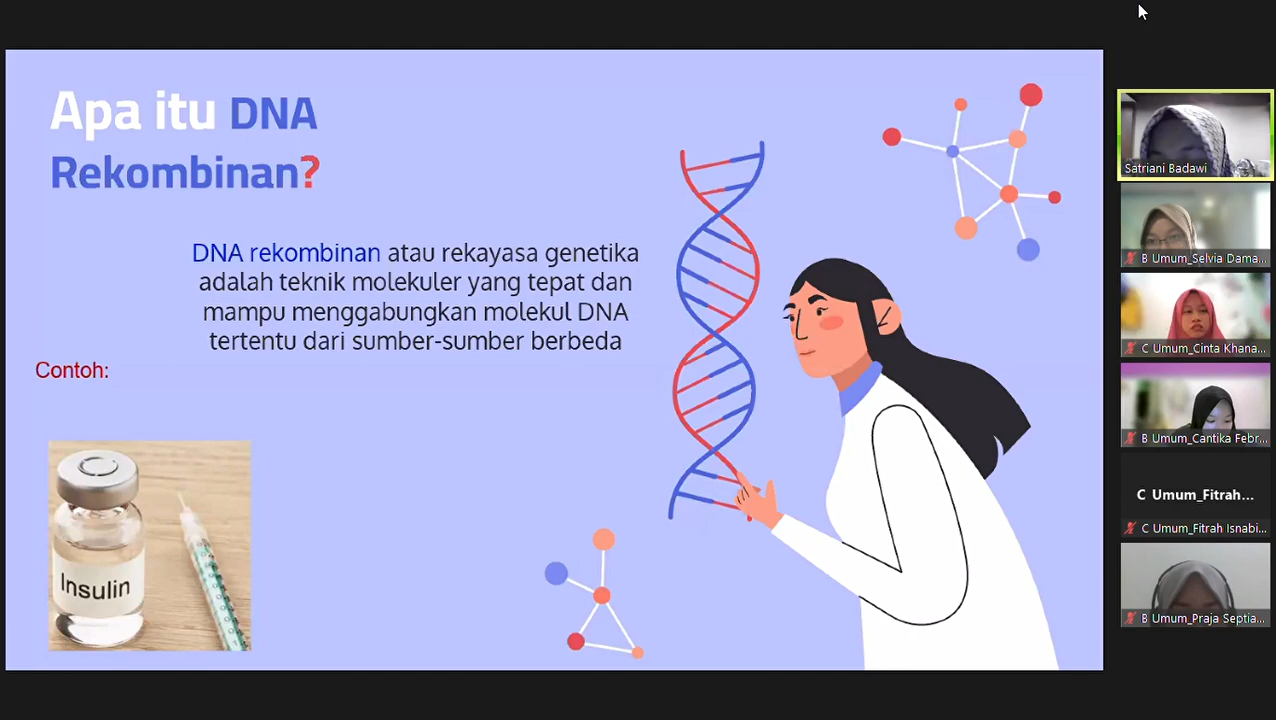 Apa itu DNA
Rekombinan?
DNA rekombinan atau rekayasa genetika
adalah teknik molekuler yang tepat dan
mampu menggabungkan molekul DNA
tertentu dari sumber-sumber berbeda
Contoh:
Insulin
Satriani Badawi
B Umum_Selvia Dama...
C Umum_Cinta Khana...
B Umum_Cantika Febr...
C Umum_Fitrah...
C Umum_Fitrah Isnabi...
B Umum_Praja Septia...